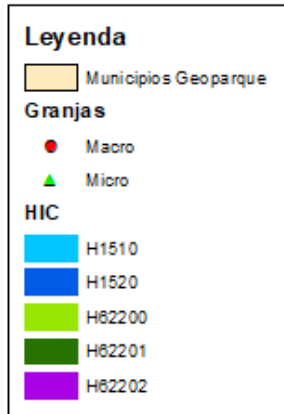 Leyenda
Municipios Geoparque
Granjas
Macro
Micro
HIC
H1510
H1520
H62200
H62201
H62202